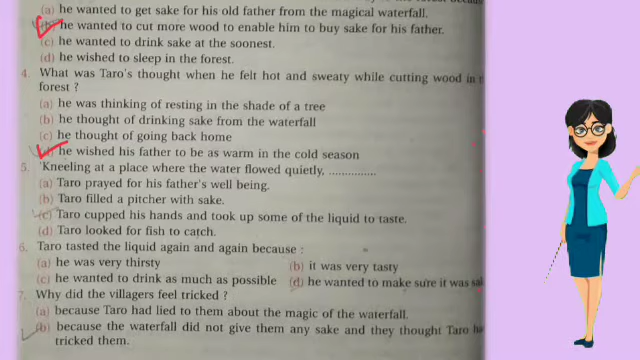 (a) he wanted to get sake for his old father from the magical waterfall.
he wanted to cut more wood to enable him to buy sake for his father.
(c) he wanted to drink sake at the soonest.
(d) he wished to sleep in the forest.
4. What was Taro's thought when he felt hot and sweaty while cutting wood in
forest ?
(a) he was thinking of resting in the shade of a tree
(b) he thought of drinking sake from the waterfall
(c) he thought of going back home
he wished his father to be as warm in the cold season
5. 'Kneeling at a place where the water flowed quietly, ..............
(a) Taro prayed for his father's well being.
(b) Taro filled a pitcher with sake.
(c) Taro cupped his hands and took up some of the liquid to taste.
(d) Taro looked for fish to catch.
6. Taro tasted the liquid again and again because :
(a) he was very thirsty (b) it was very tasty
(c) he wanted to drink as much as possible (d) he wanted to make sure it was
7. Why did the villagers feel tricked ?
(a) because Taro had lied to them about the magic of the waterfall.
(b) because the waterfall did not give them any sake and they thought Taro
tricked them.